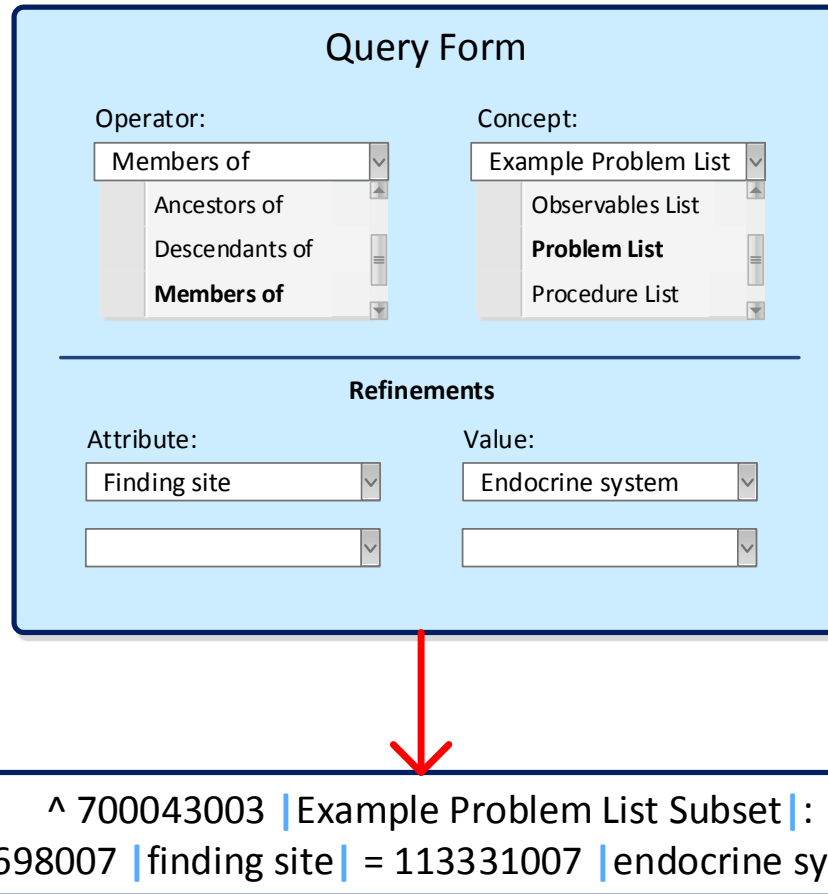 Query Form
Operator: Concept:
Members of Example Problem List
Ancestors of Observables List
Descendants of Problem List
Members of Procedure List
Refinements
Attribute: Value:
Finding site Endocrine system
^ 700043003 |Example Problem List Subset|:
698007 |finding site| = 113331007 |endocrine sy